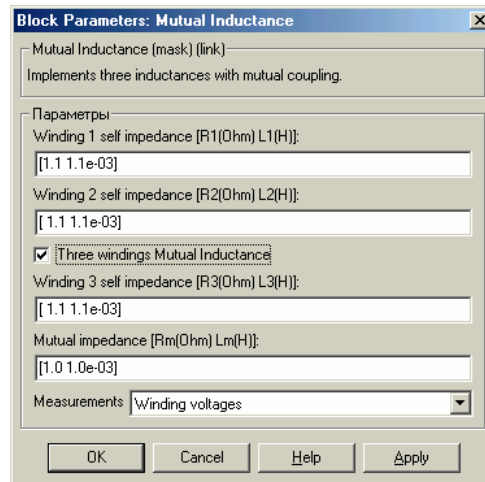 Block Parameters: Mutual Inductance
Mutual Inductance (mask) (link)
Implements three inductances with mutual coupling.
Параметры
Winding 1 self impedance [R1(Ohm) L1(H)]:
[1.1 1.1e-03]
Winding 2 self impedance [R2(Ohm) L2(H)]:
[ 1.1 1.1e-03]
Three windings Mutual Inductance
Winding 3 self impedance [R3(Ohm) L3(H)]:
[ 1.1 1.1e-03]
Mutual impedance [Rm(Ohm) Lm(H)]:
[1.0 1.0e-03]
Measurements Winding voltages
OK Cancel Help Apply